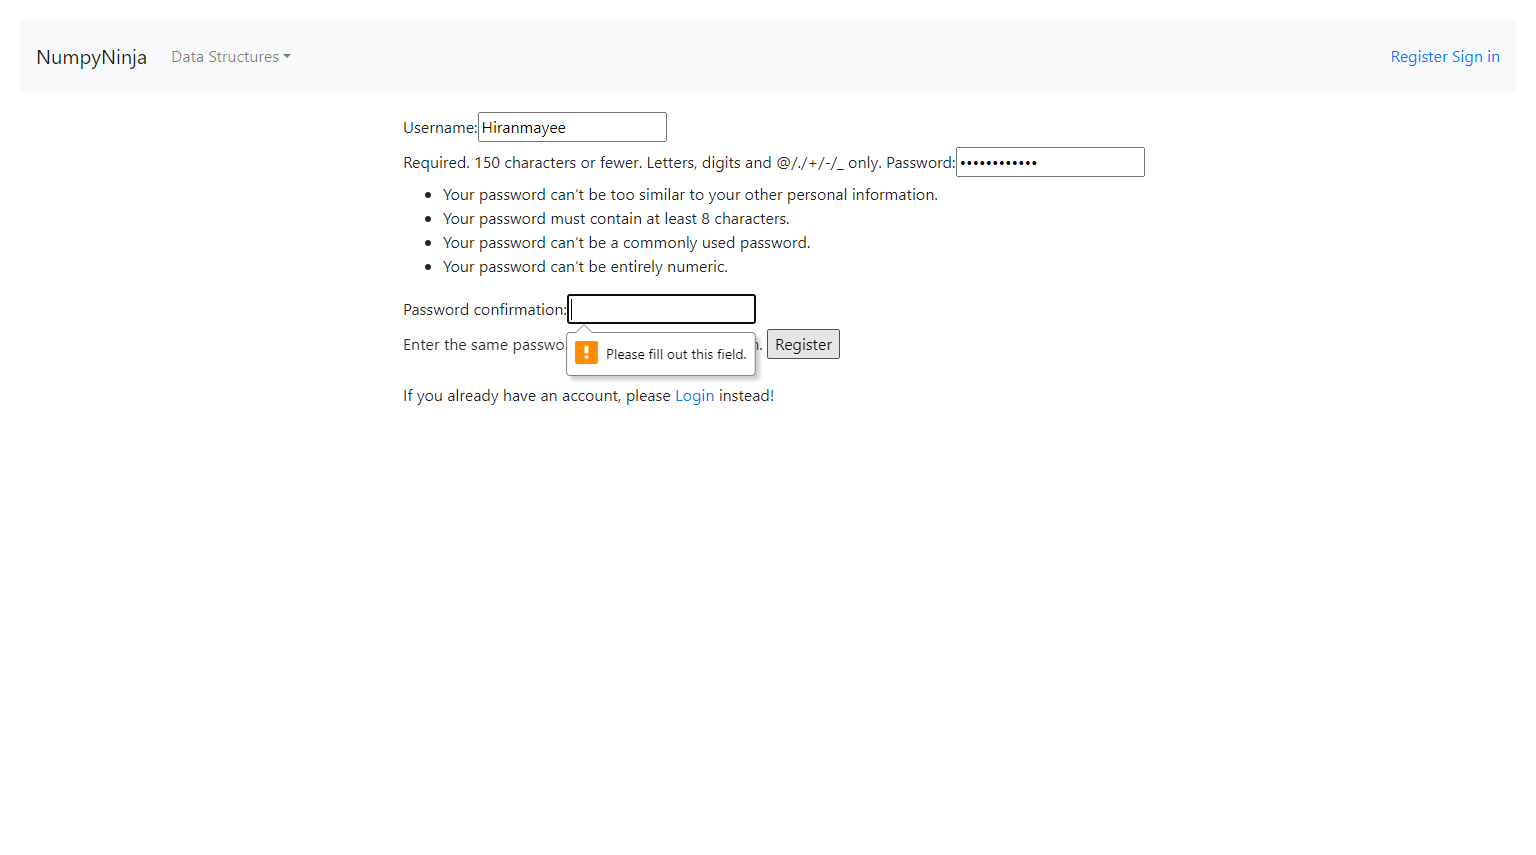 NumpyNinja Data Structures Register Sign in
Username: Hiranmayee
Required. 150 characters or fewer. Letters, digits and @/./+/-/_ only. Password: ••••••••••••
• Your password can't be too similar to your other personal information.
• Your password must contain at least 8 characters.
• Your password can't be a commonly used password.
• Your password can't be entirely numeric.
Password confirmation:
Enter the same Register
Please fill out this field.
If you already have an account, please Login instead!